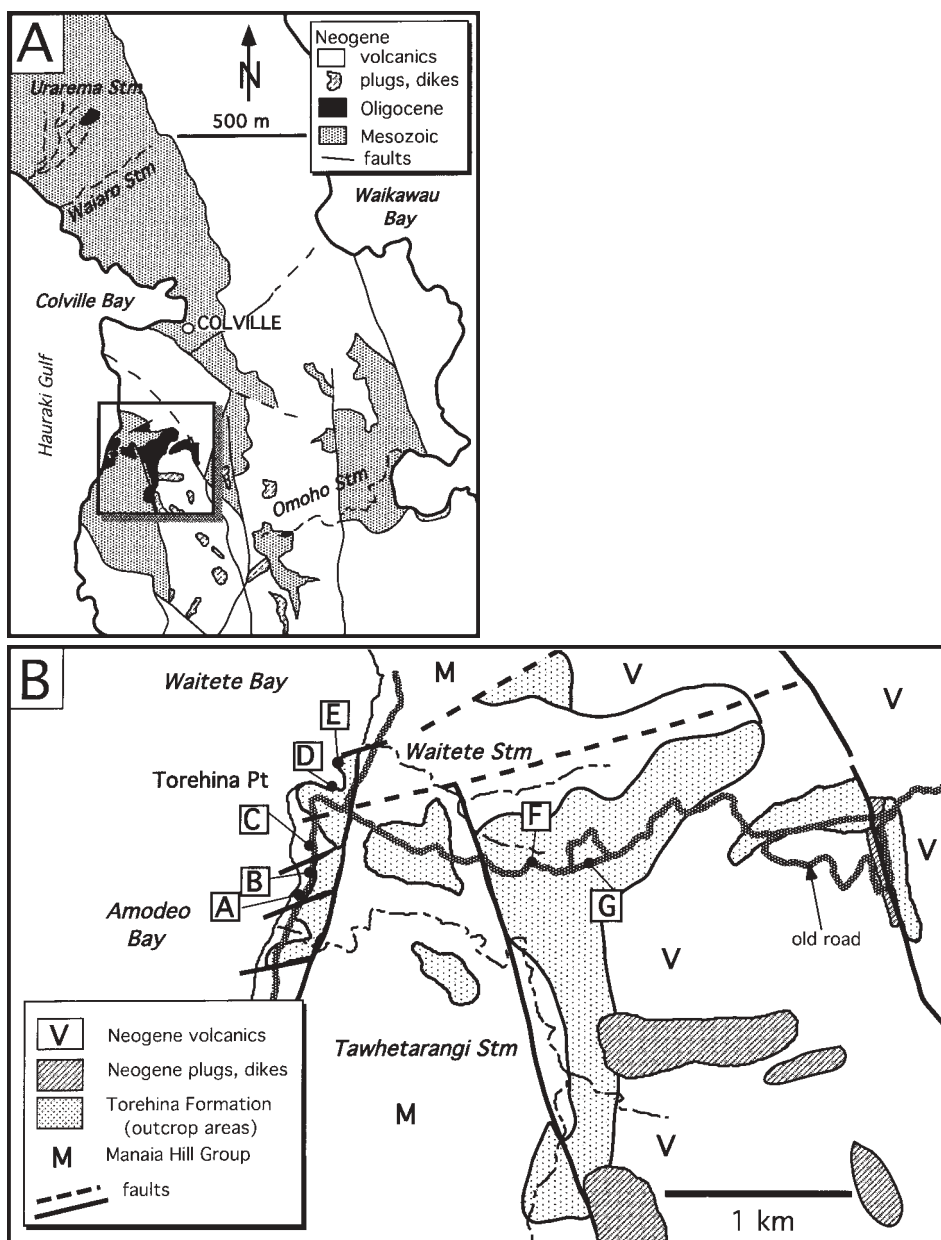 A
Neogene
volcanics
plugs, dikes
Oligocene
Mesozoic
faults
N
500 m
Urarema Stm
Waiaro Stm
Waikawau
Bay
Colville Bay
COLVILLE
Hauraki Gulf
Omoho Stm
B
Waitete Bay
M
V
V
E
D
Waitete Stm
Torehina Pt
C
F
B
V
A
G
Amodeo
Bay
old road
V
V
Neogene volcanics
Neogene plugs, dikes
Torehina Formation
(outcrop areas)
M
Manaia Hill Group
faults
Tawhetarangi Stm
M
V
1 km